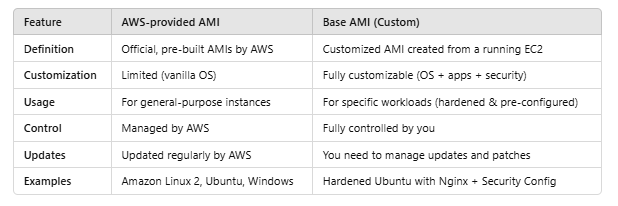 Feature AWS-provided AMI Base AMI (Custom)
Definition Official, pre-built AMIs by AWS Customized AMI created from a running EC2
Customization Limited (vanilla OS) Fully customizable (OS + apps + security)
Usage For general-purpose instances For specific workloads (hardened & pre-configured)
Control Managed by AWS Fully controlled by you
Updates Updated regularly by AWS You need to manage updates and patches
Examples Amazon Linux 2, Ubuntu, Windows Hardened Ubuntu with Nginx + Security Config